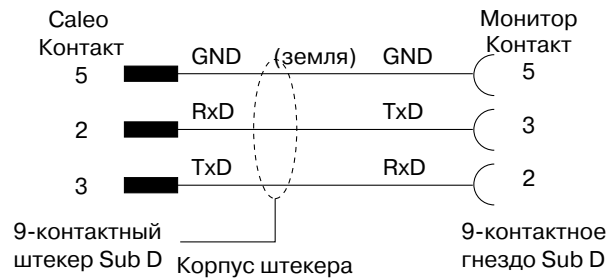 Caleo
Контакт
Монитор
Контакт
5 GND (земля) GND 5
2 RxD TxD 3
3 TxD RxD 2
9-контактный
штекер Sub D
Корпус штекера
9-контактное
гнездо Sub D